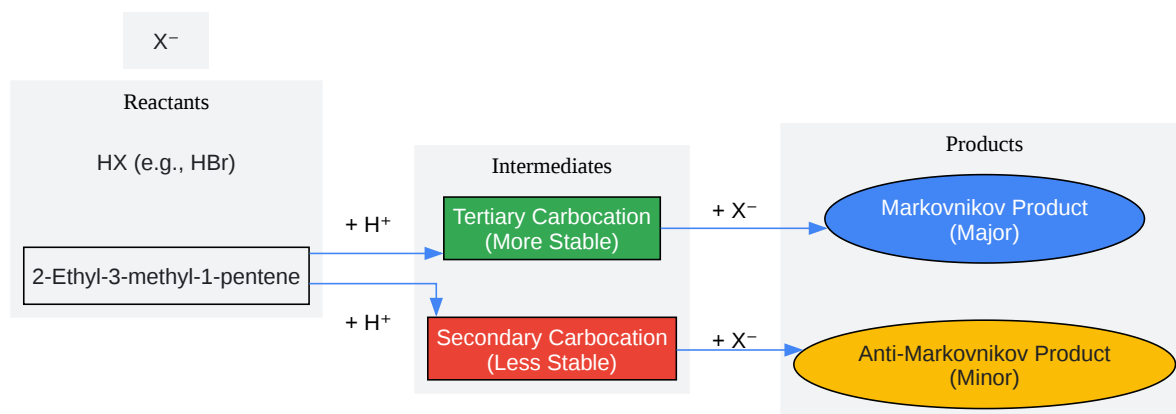 X⁻
Reactants
HX (e.g., HBr)
2-Ethyl-3-methyl-1-pentene
+ H⁺
+ H⁺
Intermediates
Tertiary Carbocation
(More Stable)
Secondary Carbocation
(Less Stable)
+ X⁻
+ X⁻
Products
Markovnikov Product
(Major)
Anti-Markovnikov Product
(Minor)